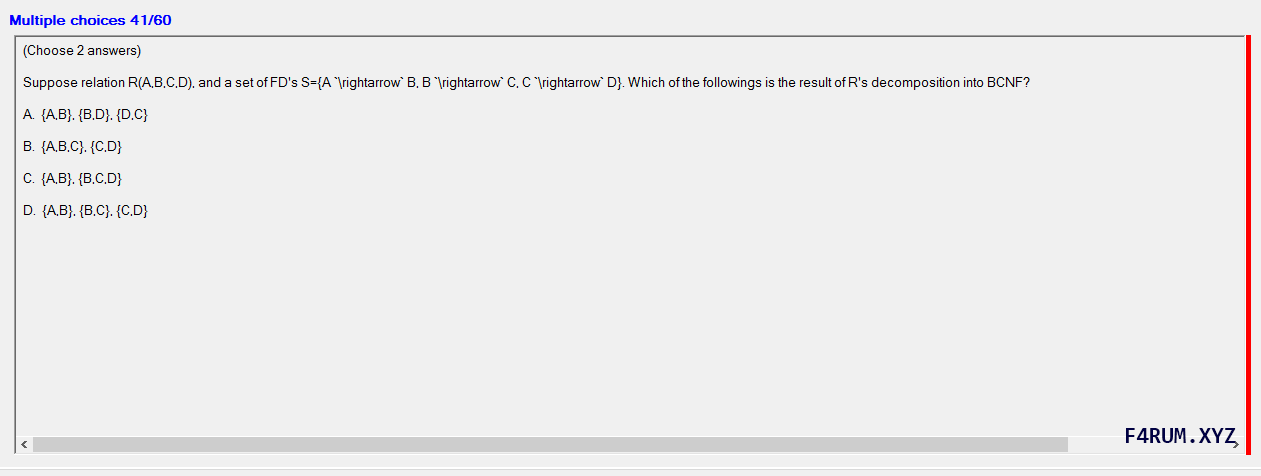 Multiple choices 41/60
(Choose 2 answers)
Suppose relation R(A,B,C,D), and a set of FD's S={A `\rightarrow` B, B `\rightarrow` C, C `\rightarrow` D}. Which of the followings is the result of R's decomposition into BCNF?
A. {A,B}, {B,D}, {D,C}
B. {A,B,C}, {C,D}
C. {A,B}, {B,C,D}
D. {A,B}, {B,C}, {C,D}
F4RUM.XYZ